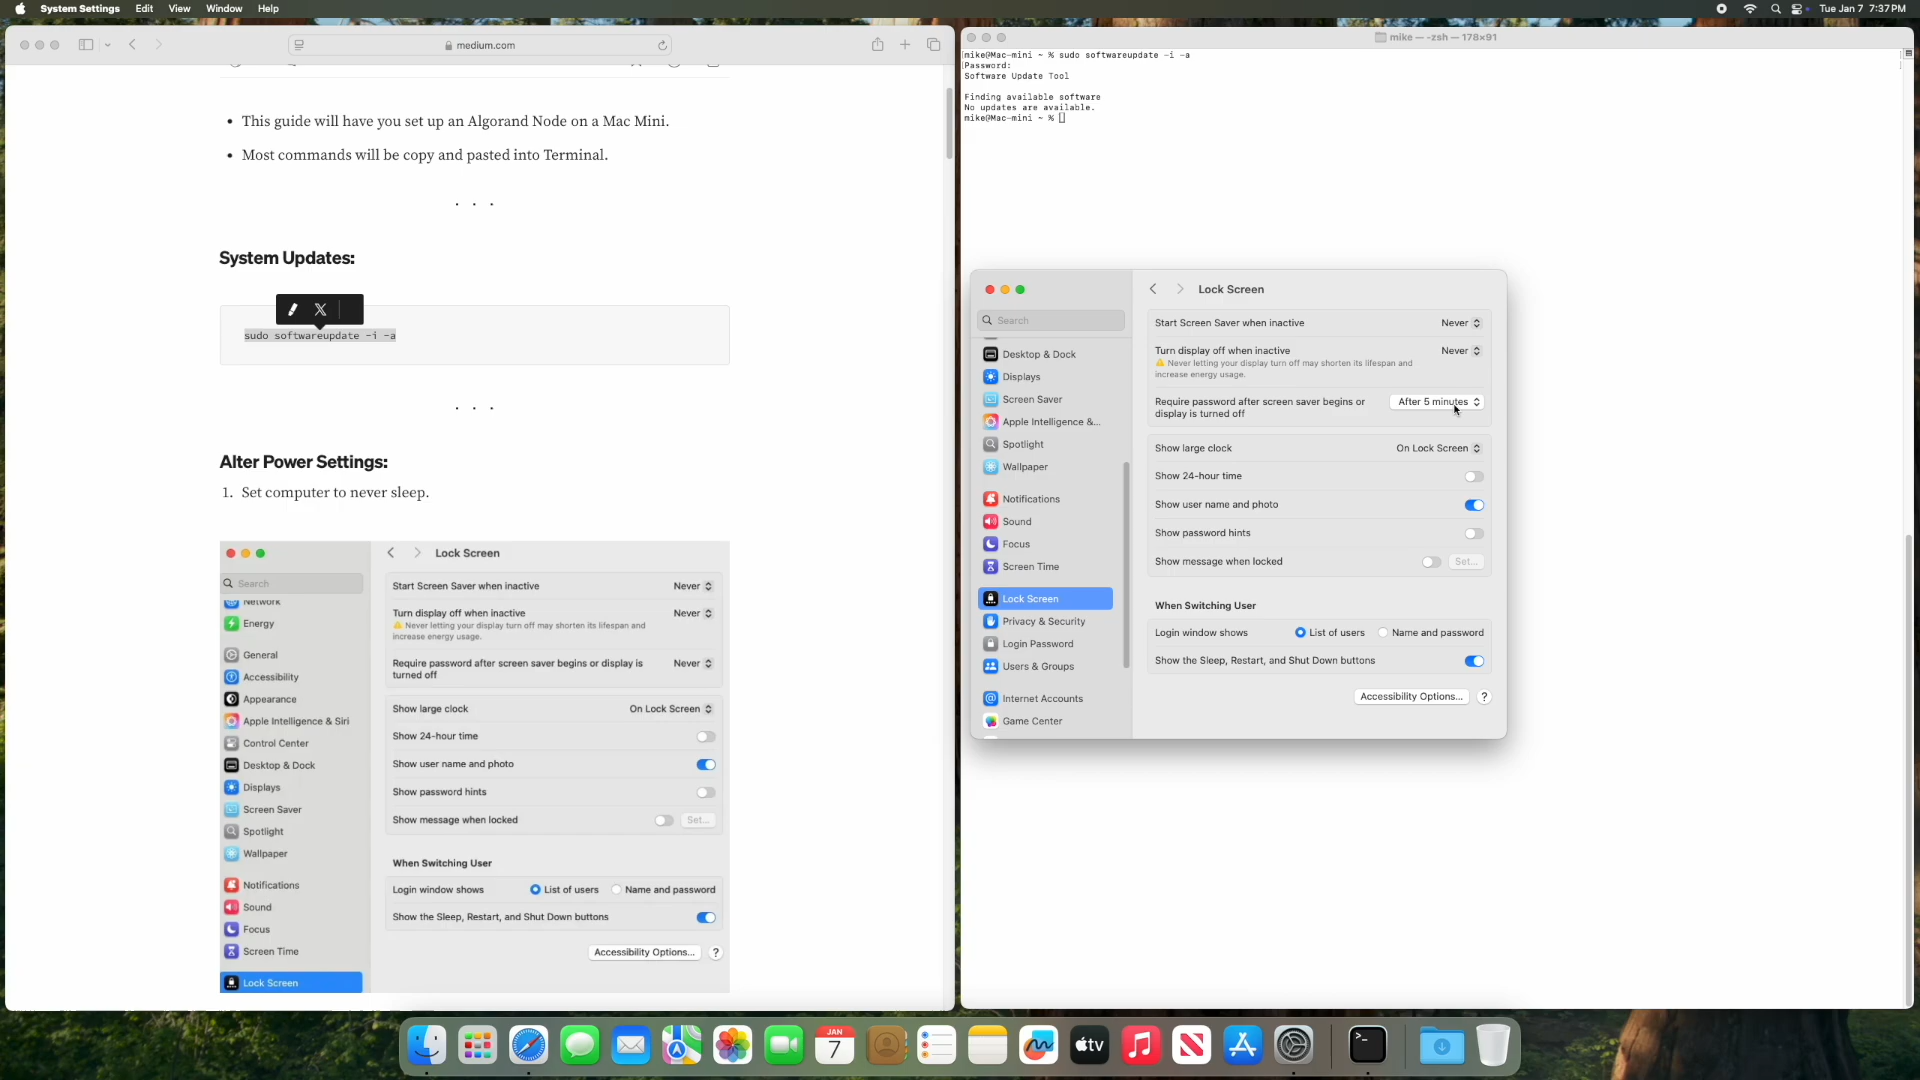 System Settings Edit View Window Help
Tue Jan 7 7:37 PM
medium.com
• This guide will have you set up an Algorand Node on a Mac Mini.
• Most commands will be copy and pasted into Terminal.
. . .
System Updates:
sudo softwareupdate -i -a
. . .
Alter Power Settings:
1. Set computer to never sleep.
Lock Screen
Search
Network
Energy
General
Accessibility
Appearance
Apple Intelligence & Siri
Control Center
Desktop & Dock
Displays
Screen Saver
Spotlight
Wallpaper
Notifications
Sound
Focus
Screen Time
Lock Screen
Start Screen Saver when inactive Never
Turn display off when inactive Never
Never letting your display turn off may shorten its lifespan and
increase energy usage.
Require password after screen saver begins or display is Never
turned off
Show large clock On Lock Screen
Show 24-hour time
Show user name and photo
Show password hints
Show message when locked Set...
When Switching User
Login window shows List of users Name and password
Show the Sleep, Restart, and Shut Down buttons
Accessibility Options... ?
mike — -zsh — 178×91
mike@Mac-mini ~ % sudo softwareupdate -i -a
Password:
Software Update Tool
Finding available software
No updates are available.
mike@Mac-mini ~ %
Lock Screen
Search
Desktop & Dock
Displays
Screen Saver
Apple Intelligence &...
Spotlight
Wallpaper
Notifications
Sound
Focus
Screen Time
Lock Screen
Privacy & Security
Login Password
Users & Groups
Internet Accounts
Game Center
Start Screen Saver when inactive Never
Turn display off when inactive Never
Never letting your display turn off may shorten its lifespan and
increase energy usage.
Require password after screen saver begins or After 5 minutes
display is turned off
Show large clock On Lock Screen
Show 24-hour time
Show user name and photo
Show password hints
Show message when locked Set...
When Switching User
Login window shows List of users Name and password
Show the Sleep, Restart, and Shut Down buttons
Accessibility Options... ?
JAN
7
tv